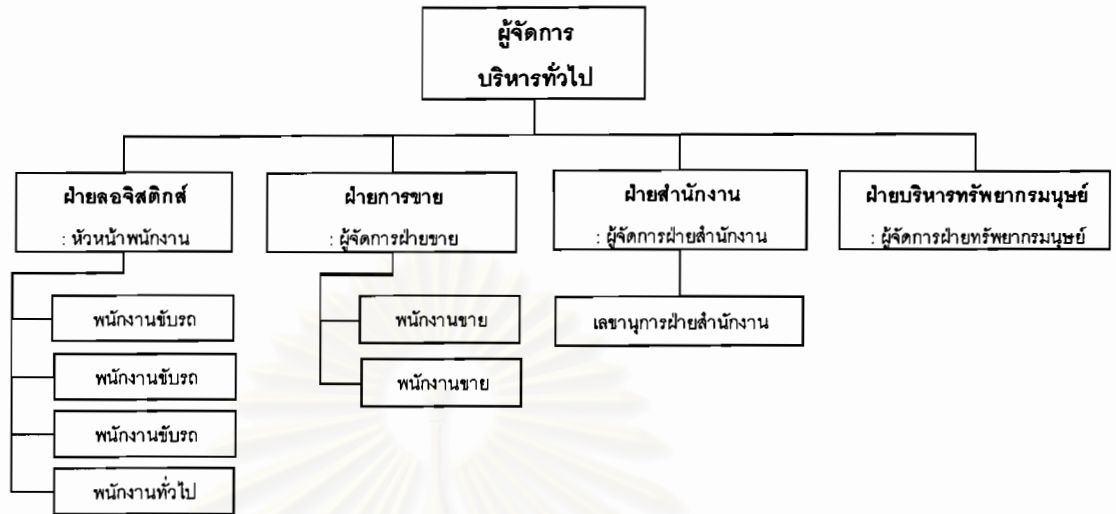 ผู้จัดการ
บริหารทั่วไป
ฝ่ายลอจิสติกส์
: หัวหน้าพนักงาน
ฝ่ายการขาย
: ผู้จัดการฝ่ายขาย
ฝ่ายสำนักงาน
: ผู้จัดการฝ่ายสำนักงาน
ฝ่ายบริหารทรัพยากรมนุษย์
: ผู้จัดการฝ่ายทรัพยากรมนุษย์
พนักงานขับรถ
พนักงานขับรถ
พนักงานขับรถ
พนักงานทั่วไป
พนักงานขาย
พนักงานขาย
เลขานุการฝ่ายสำนักงาน